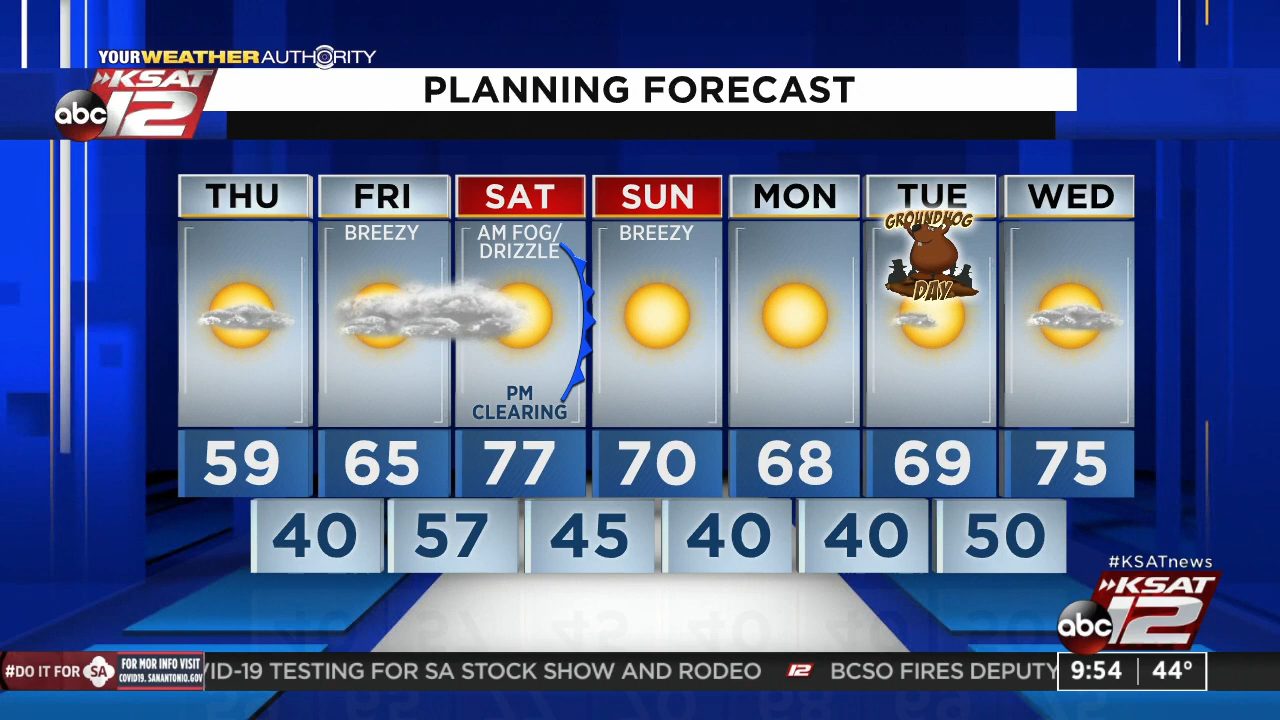 YOURWEATHERAUTHORITY
KSAT
abc 12
PLANNING FORECAST
THU FRI SAT SUN MON TUE WED
GROUNDHOG
DAY
BREEZY
AM FOG/
DRIZZLE
BREEZY
PM
CLEARING
59 65 77 70 68 69 75
40 57 45 40 40 50
#KSATnews
KSAT
abc 12
#DO IT FOR SA
FOR MOR INFO VISIT
COVID19.SANANTONIO.GOV
VID-19 TESTING FOR SA STOCK SHOW AND RODEO 12 BCSO FIRES DEPUTY
9:54 44°